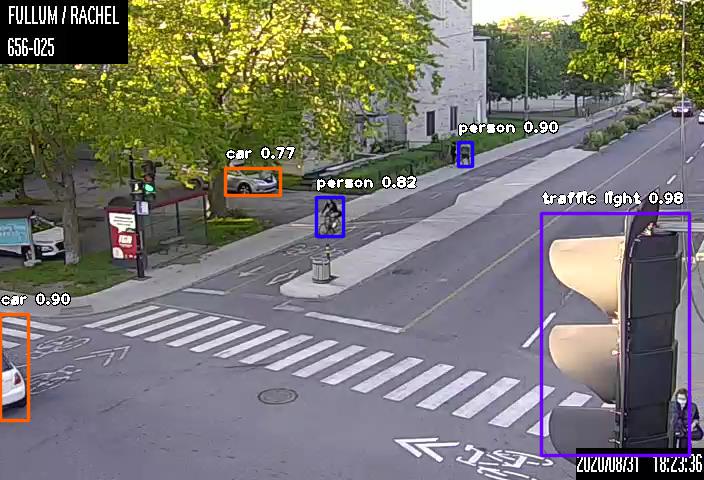 FULLUM / RACHEL
656-025
person 0.90
car 0.77
person 0.82
traffic light 0.98
car 0.90
2020/08/31 18:23:36